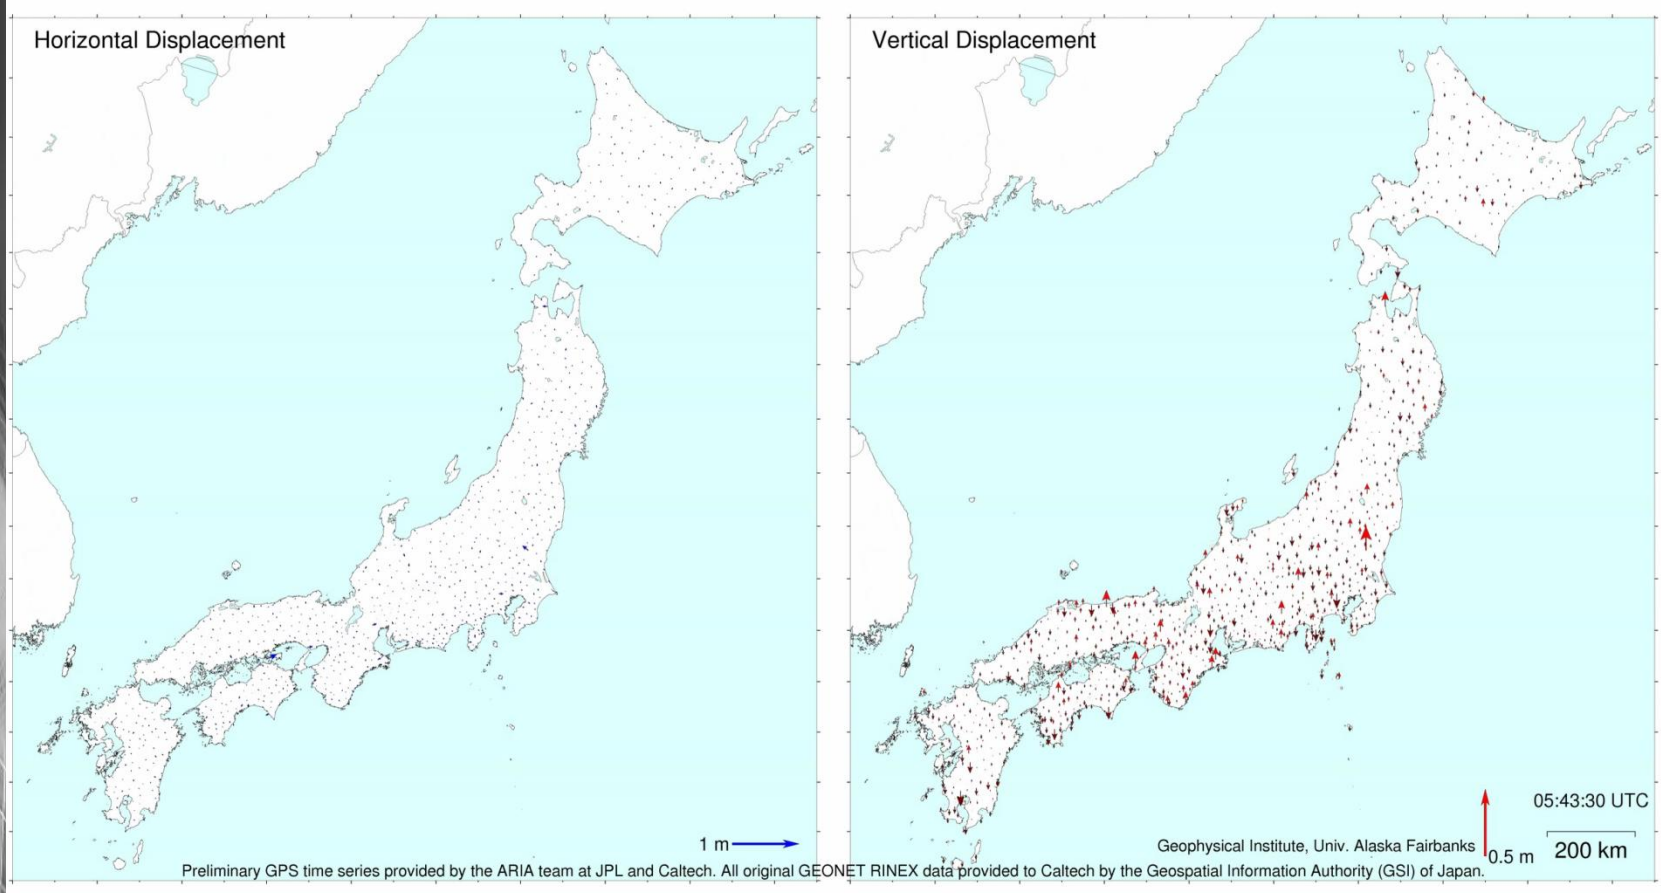 Horizontal Displacement
Vertical Displacement
05:43:30 UTC
1 m
Geophysical Institute, Univ. Alaska Fairbanks
0.5 m
200 km
Preliminary GPS time series provided by the ARIA team at JPL and Caltech. All original GEONET RINEX data provided to Caltech by the Geospatial Information Authority (GSI) of Japan.